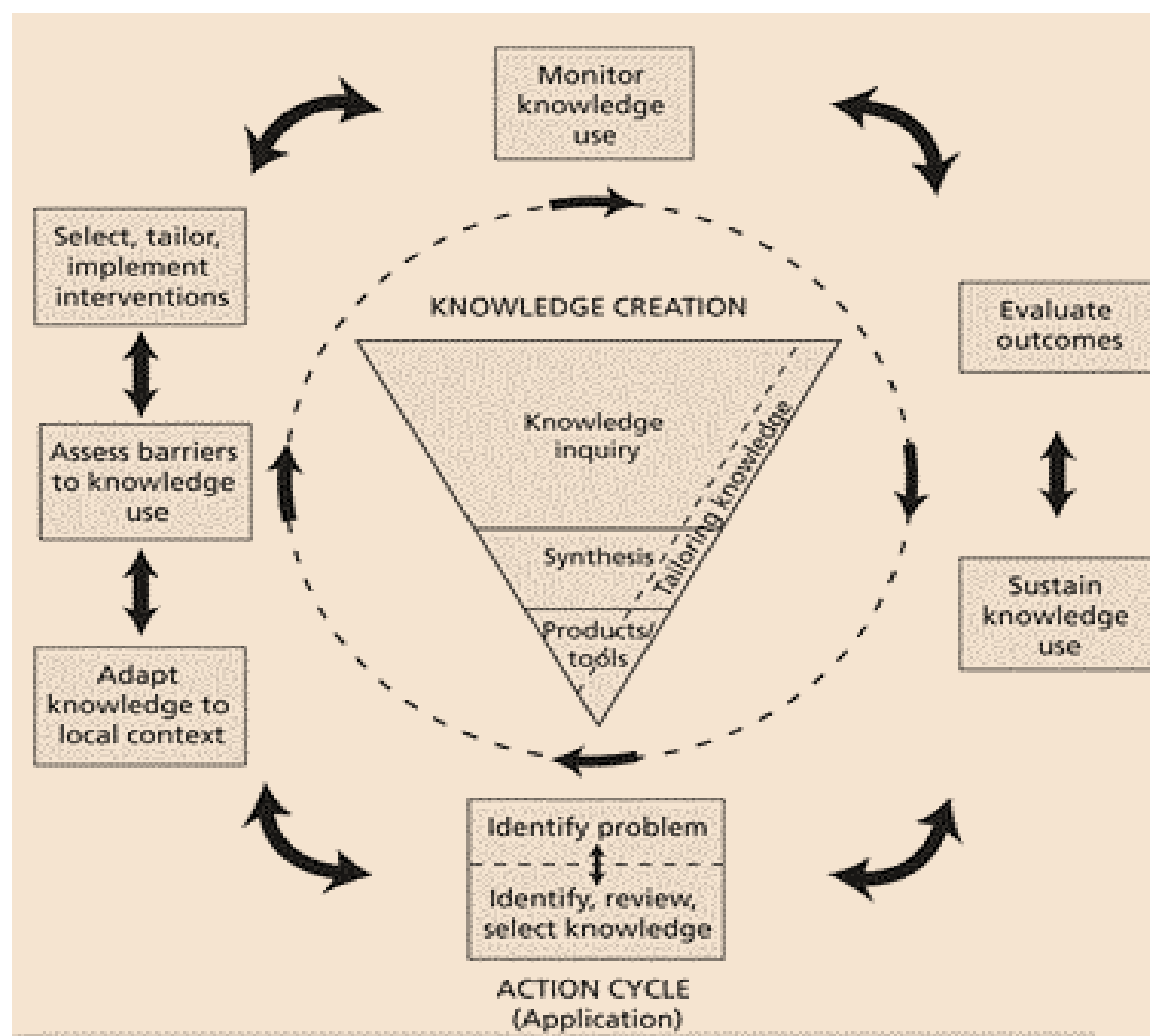 Monitor
knowledge
use
Select, tailor,
implement
interventions
KNOWLEDGE CREATION
Evaluate
outcomes
Knowledge
inquiry
Tailoring knowledge
Assess barriers
to knowledge
use
Synthesis
Sustain
knowledge
use
Products/
tools
Adapt
knowledge to
local context
Identify problem
Identify, review,
select knowledge
ACTION CYCLE
(Application)